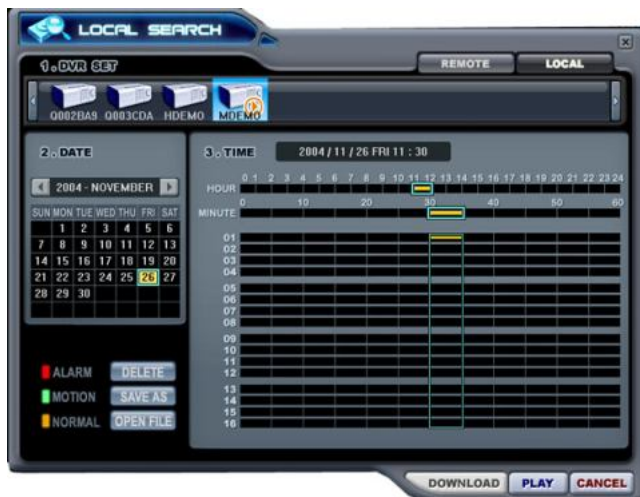 LOCAL SEARCH
1. DVR SET
REMOTE LOCAL
Q002BA9 Q003CDA HDEMO MDEMO
2. DATE
2004 - NOVEMBER
SUN MON TUE WED THU FRI SAT
1 2 3 4 5 6
7 8 9 10 11 12 13
14 15 16 17 18 19 20
21 22 23 24 25 26 27
28 29 30
ALARM DELETE
MOTION SAVE AS
NORMAL OPEN FILE
3. TIME 2004 / 11 / 26 FRI 11 : 30
0 1 2 3 4 5 6 7 8 9 10 11 12 13 14 15 16 17 18 19 20 21 22 23 24
HOUR
0 10 20 30 40 50 60
MINUTE
01
02
03
04
05
06
07
08
09
10
11
12
13
14
15
16
DOWNLOAD PLAY CANCEL